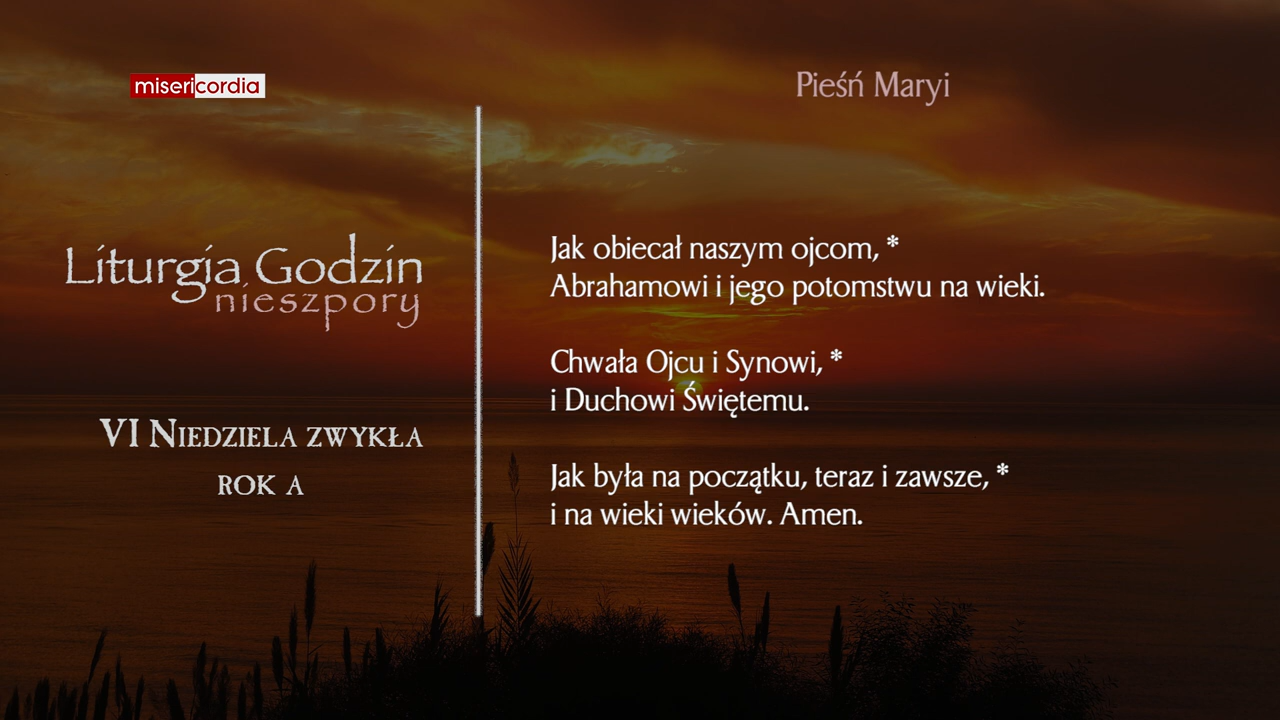 misericordia
Liturgia Godzin
nieszpory
VI Niedziela zwykła
rok A
Pieśń Maryi
Jak obiecał naszym ojcom, *
Abrahamowi i jego potomstwu na wieki.
Chwała Ojcu i Synowi, *
i Duchowi Świętemu.
Jak była na początku, teraz i zawsze, *
i na wieki wieków. Amen.